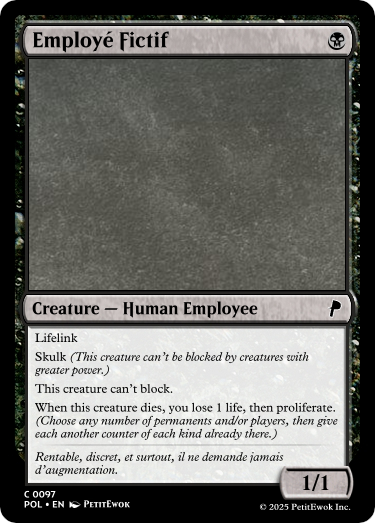 Employé Fictif
Creature — Human Employee
Lifelink
Skulk (This creature can't be blocked by creatures with
greater power.)
This creature can't block.
When this creature dies, you lose 1 life, then proliferate.
(Choose any number of permanents and/or players, then give
each another counter of each kind already there.)
Rentable, discret, et surtout, il ne demande jamais
d'augmentation.
1/1
C 0097
POL • EN PetitEwok
© 2025 PetitEwok Inc.